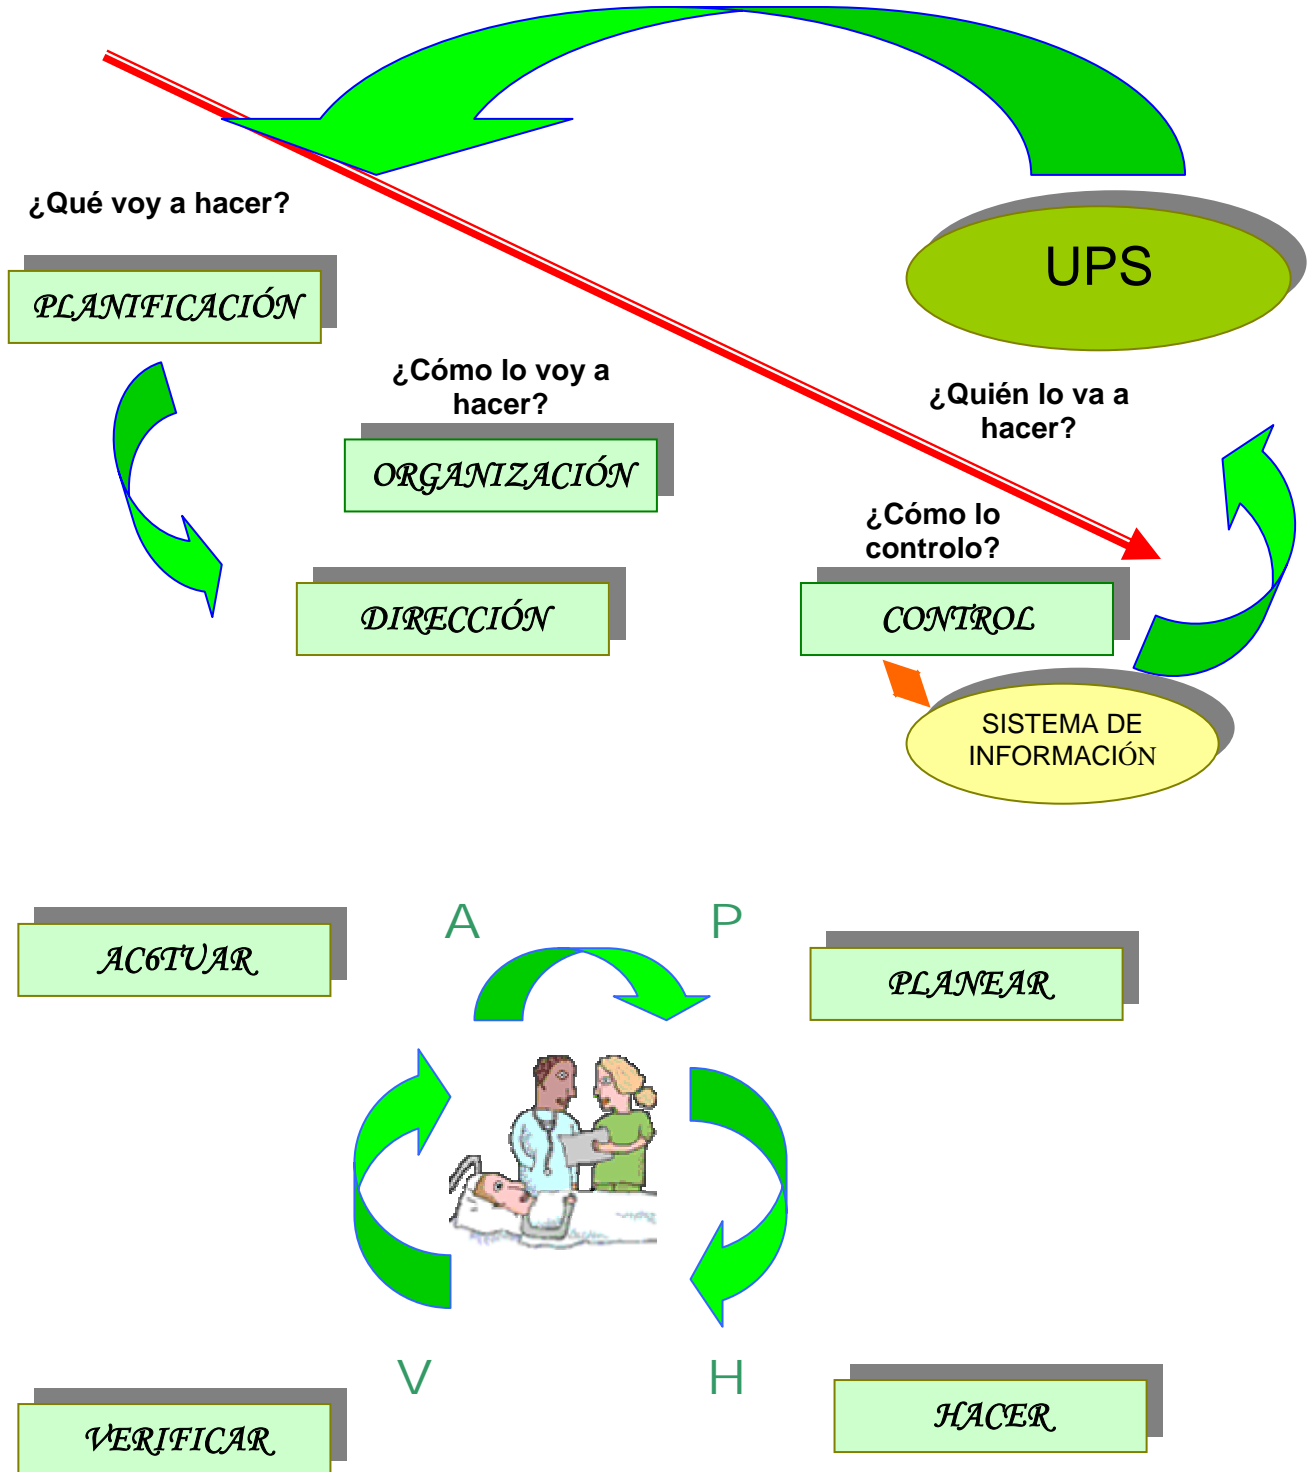 ¿Qué voy a hacer?
UPS
PLANIFICACIÓN
¿Cómo lo voy a
hacer?
¿Quién lo va a
hacer?
ORGANIZACIÓN
¿Cómo lo
controlo?
DIRECCIÓN
CONTROL
SISTEMA DE
INFORMACIÓN
A
P
AC6TUAR
PLANEAR
V
H
HACER
VERIFICAR